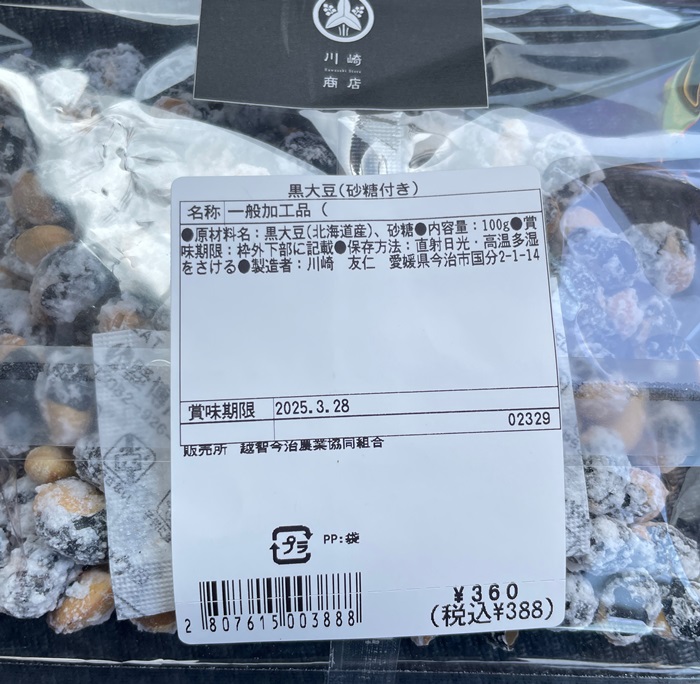 川崎
商店
黒大豆(砂糖付き)
名称 一般加工品(
●原材料名:黒大豆(北海道産)、砂糖●内容量:100g●賞
味期限:枠外下部に記載●保存方法:直射日光・高温多湿
をさける●製造者:川崎 友仁 愛媛県今治市国分2-1-14
賞味期限 2025.3.28
02329
販売所 越智今治農業協同組合
プラ PP:袋
¥360
(税込¥388)
2 807615 003888